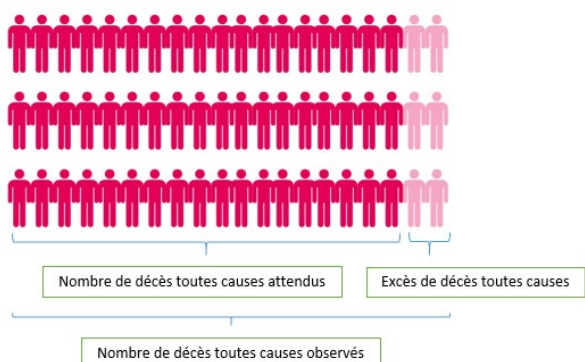 Nombre de décès toutes causes attendus
Excès de décès toutes causes
Nombre de décès toutes causes observés